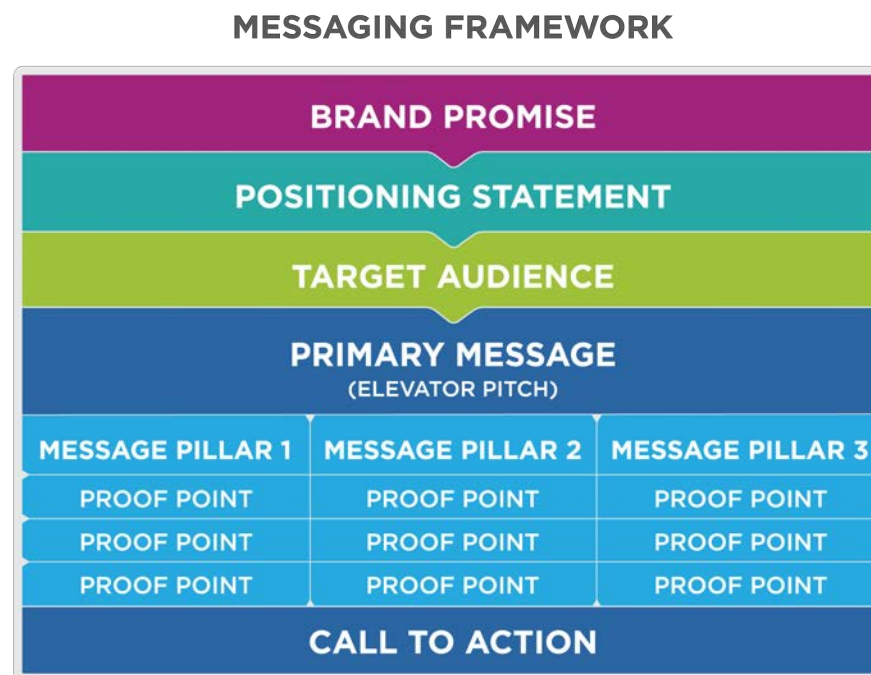 MESSAGING FRAMEWORK
BRAND PROMISE
POSITIONING STATEMENT
TARGET AUDIENCE
PRIMARY MESSAGE
(ELEVATOR PITCH)
MESSAGE PILLAR 1 MESSAGE PILLAR 2 MESSAGE PILLAR 3
PROOF POINT PROOF POINT PROOF POINT
PROOF POINT PROOF POINT PROOF POINT
PROOF POINT PROOF POINT PROOF POINT
CALL TO ACTION